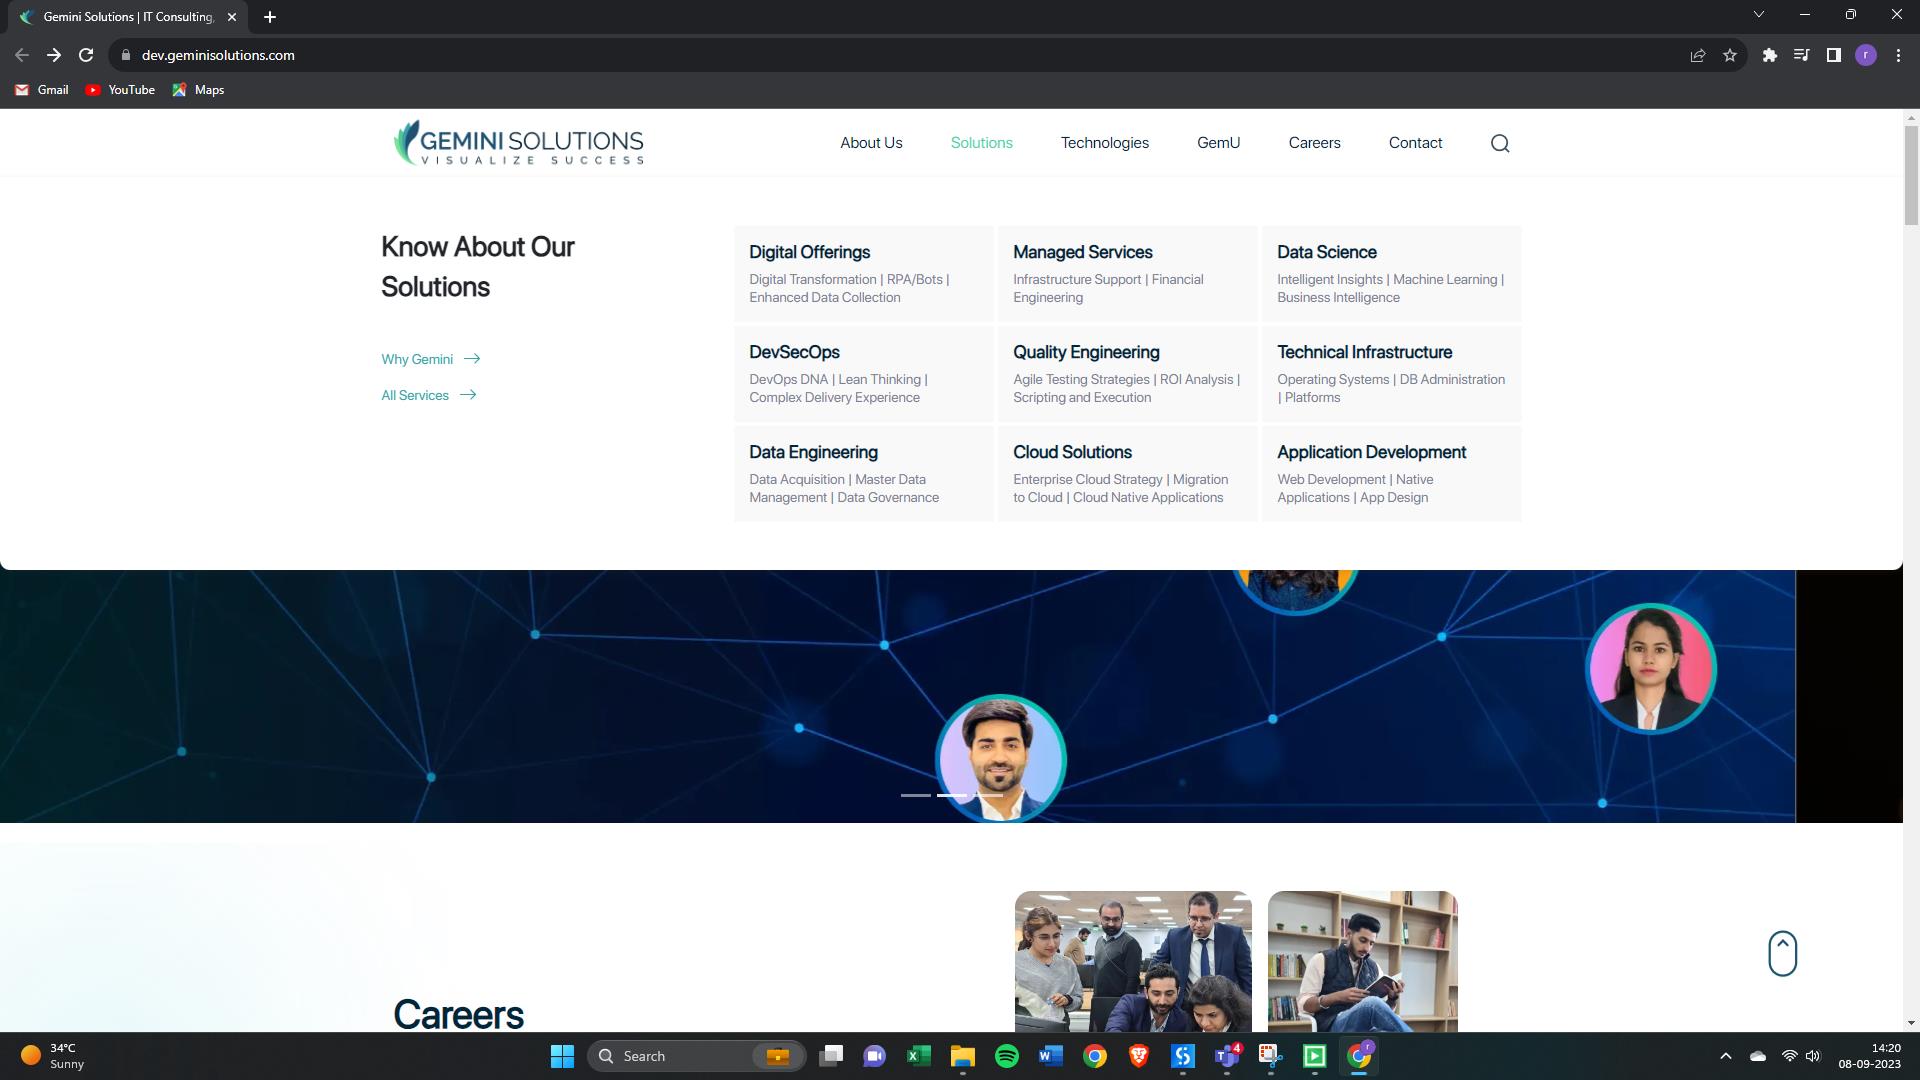 Gemini Solutions | IT Consulting,
dev.geminisolutions.com
r
Gmail YouTube Maps
GEMINI SOLUTIONS
VISUALIZE SUCCESS
About Us Solutions Technologies GemU Careers Contact
Know About Our
Solutions
Why Gemini
All Services
Digital Offerings
Digital Transformation | RPA/Bots |
Enhanced Data Collection
Managed Services
Infrastructure Support | Financial
Engineering
Data Science
Intelligent Insights | Machine Learning |
Business Intelligence
DevSecOps
DevOps DNA | Lean Thinking |
Complex Delivery Experience
Quality Engineering
Agile Testing Strategies | ROI Analysis |
Scripting and Execution
Technical Infrastructure
Operating Systems | DB Administration
| Platforms
Data Engineering
Data Acquisition | Master Data
Management | Data Governance
Cloud Solutions
Enterprise Cloud Strategy | Migration
to Cloud | Cloud Native Applications
Application Development
Web Development | Native
Applications | App Design
Careers
34°C
Sunny
Search
4
r
14:20
08-09-2023